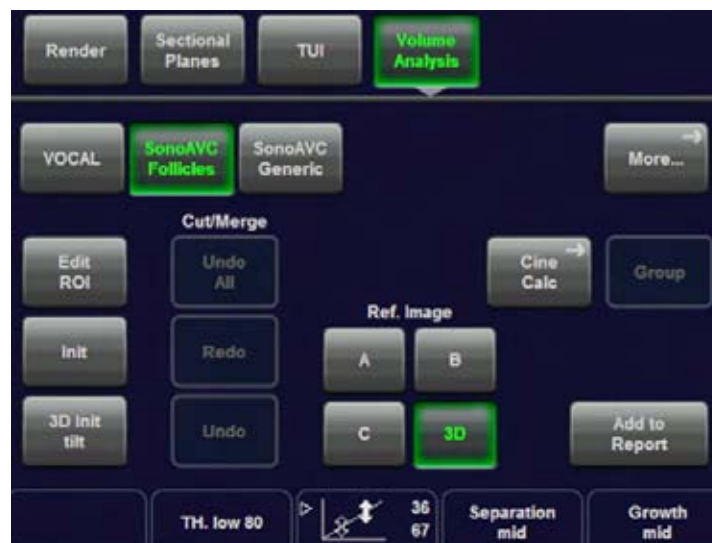 Render
Sectional
Planes
TUI
Volume
Analysis
VOCAL
SonoAVC
Follicles
SonoAVC
Generic
More...
Cut/Merge
Edit
ROI
Undo
All
Cine
Calc
Group
Ref. Image
Init
Redo
A
B
3D Init
tilt
Undo
C
3D
Add to
Report
TH. low 80
36
67
Separation
mid
Growth
mid